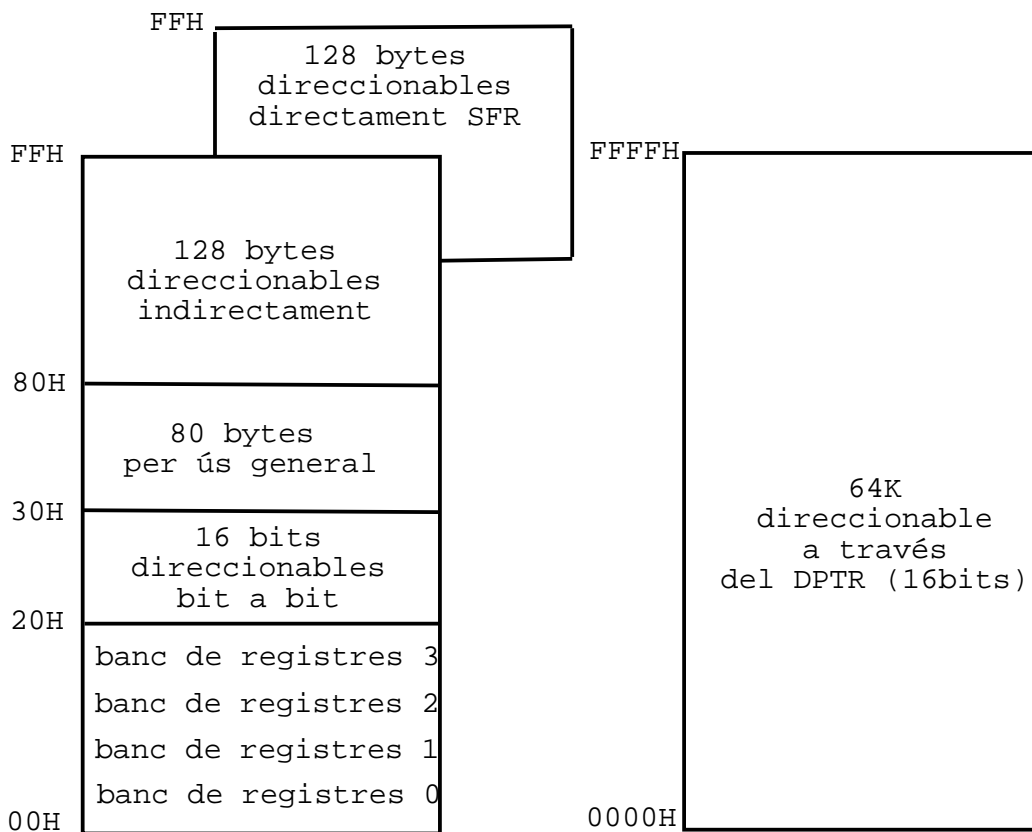 FFH
128 bytes
direccionables
directament SFR
FFH
128 bytes
direccionables
indirectament
80H
80 bytes
per ús general
30H
16 bits
direccionables
bit a bit
20H
banc de registres 3
banc de registres 2
banc de registres 1
banc de registres 0
00H
FFFFH
64K
direccionable
a través
del DPTR (16bits)
0000H